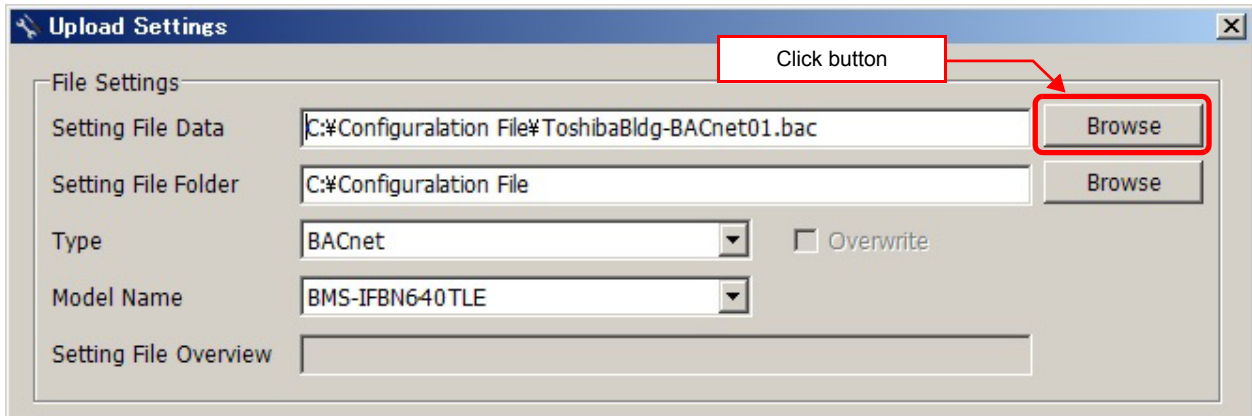 Upload Settings
Click button
File Settings
Setting File Data C:¥Configuralation File¥ToshibaBldg-BACnet01.bac Browse
Setting File Folder C:¥Configuralation File Browse
Type BACnet Overwrite
Model Name BMS-IFBN640TLE
Setting File Overview